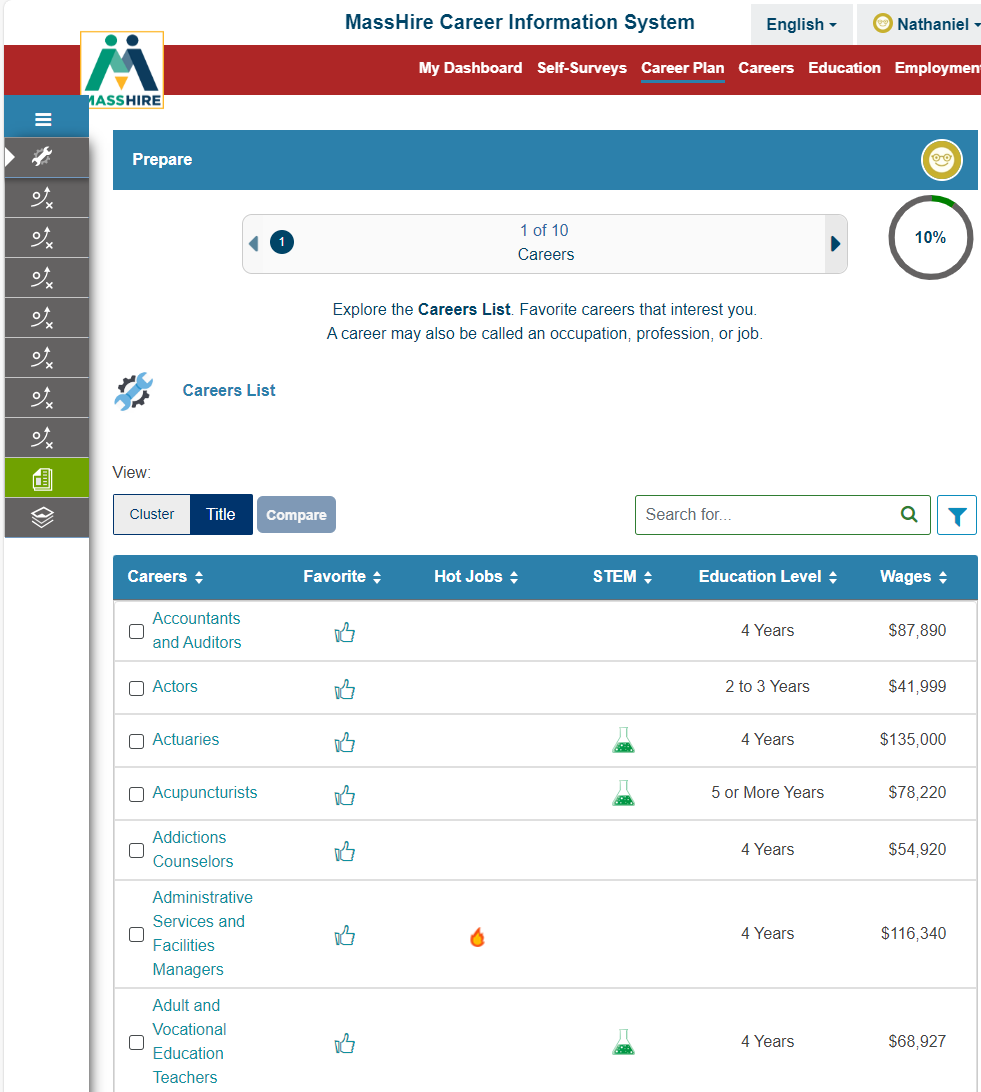 MassHire Career Information System
English
Nathaniel
MASSHIRE
My Dashboard Self-Surveys Career Plan Careers Education Employmen
Prepare
1
1 of 10
Careers
10%
Explore the Careers List. Favorite careers that interest you.
A career may also be called an occupation, profession, or job.
Careers List
View:
Cluster Title Compare
Search for...
Careers Favorite Hot Jobs STEM Education Level Wages
Accountants
and Auditors
4 Years $87,890
Actors 2 to 3 Years $41,999
Actuaries 4 Years $135,000
Acupuncturists 5 or More Years $78,220
Addictions
Counselors
4 Years $54,920
Administrative
Services and
Facilities
Managers
4 Years $116,340
Adult and
Vocational
Education
Teachers
4 Years $68,927